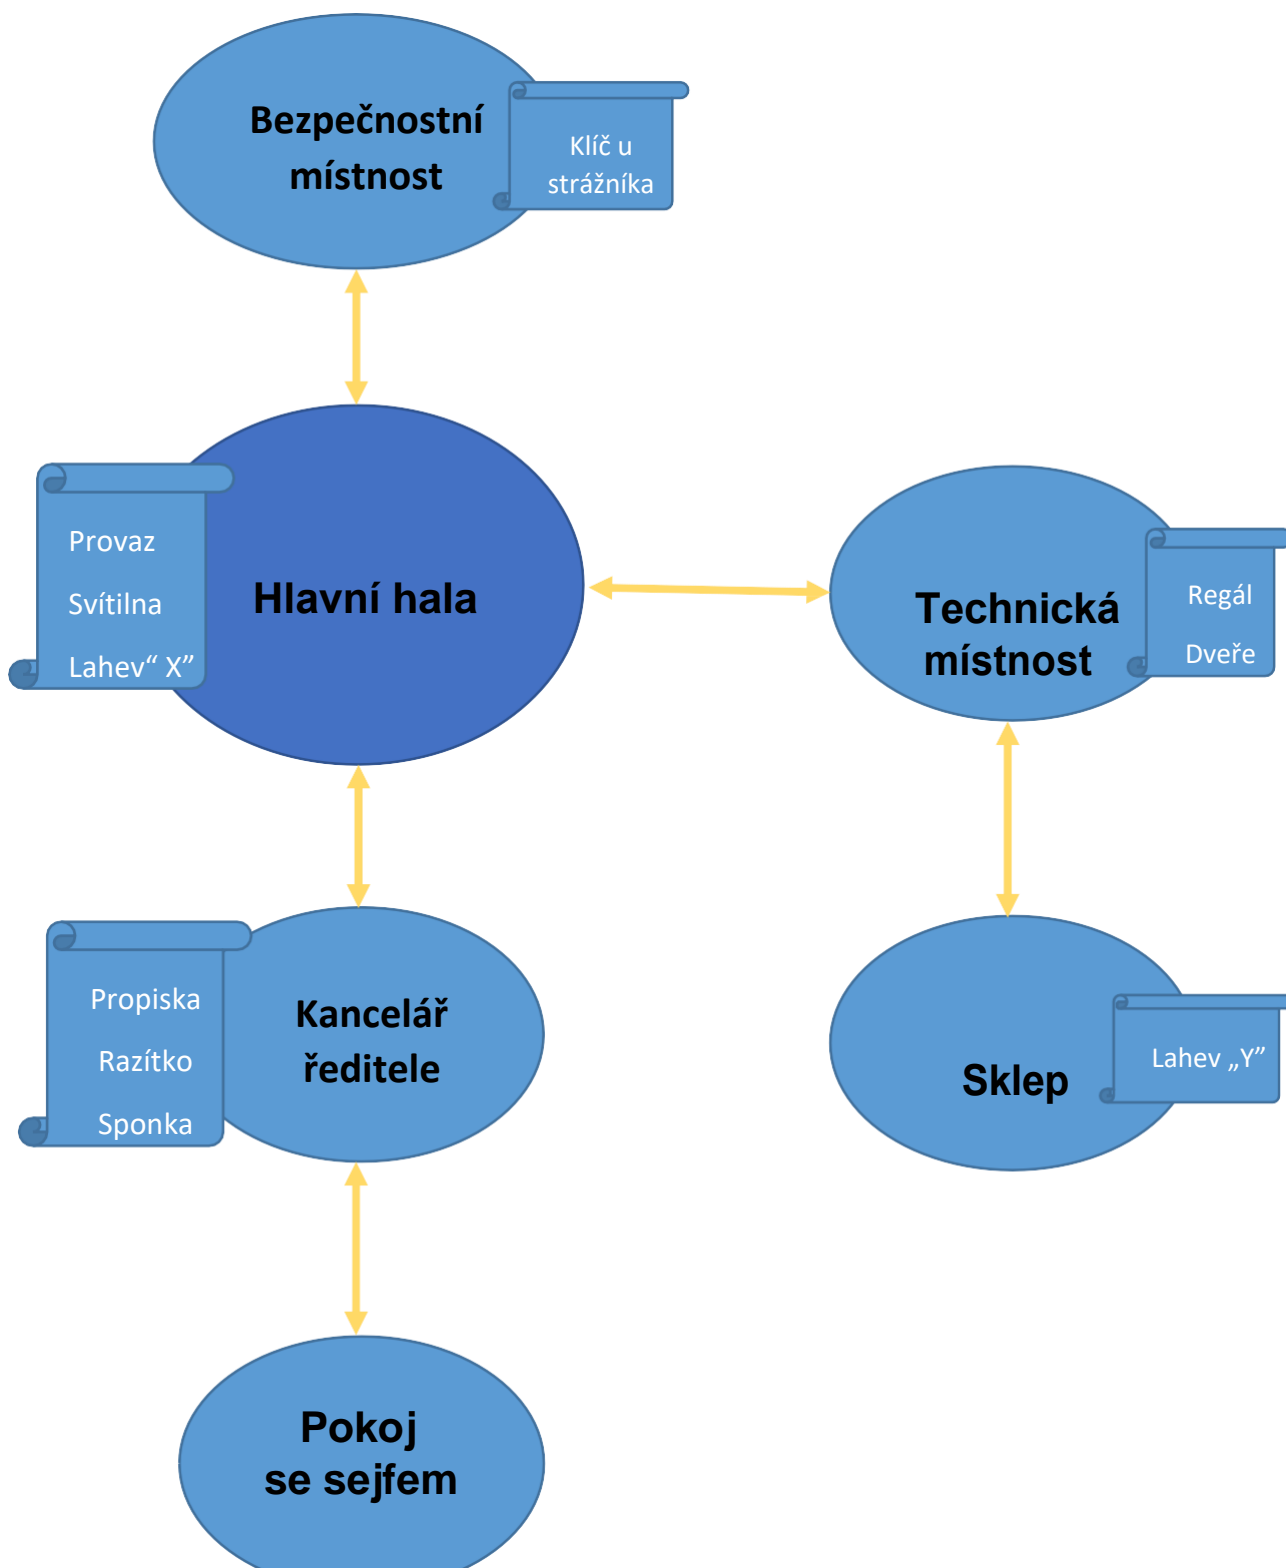 Bezpečnostní
místnost
Klíč u
strážníka
Provaz
Svítilna
Lahev“ X”
Hlavní hala
Technická
místnost
Regál
Dveře
Propiska
Razítko
Sponka
Kancelář
ředitele
Sklep
Lahev „Y”
Pokoj
se sejfem